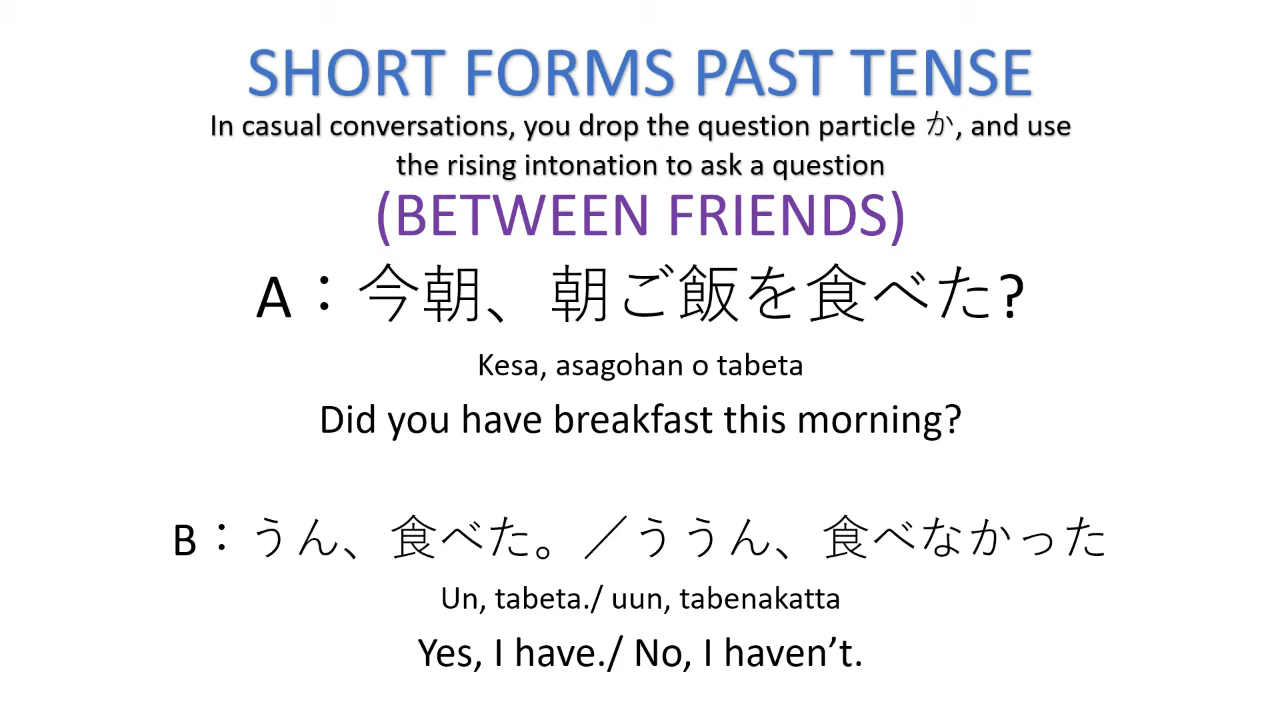 SHORT FORMS PAST TENSE
In casual conversations, you drop the question particle か, and use
the rising intonation to ask a question
(BETWEEN FRIENDS)
A：今朝、朝ご飯を食べた?
Kesa, asagohan o tabeta
Did you have breakfast this morning?
B：うん、食べた。／ううん、食べなかった
Un, tabeta./ uun, tabenakatta
Yes, I have./ No, I haven’t.